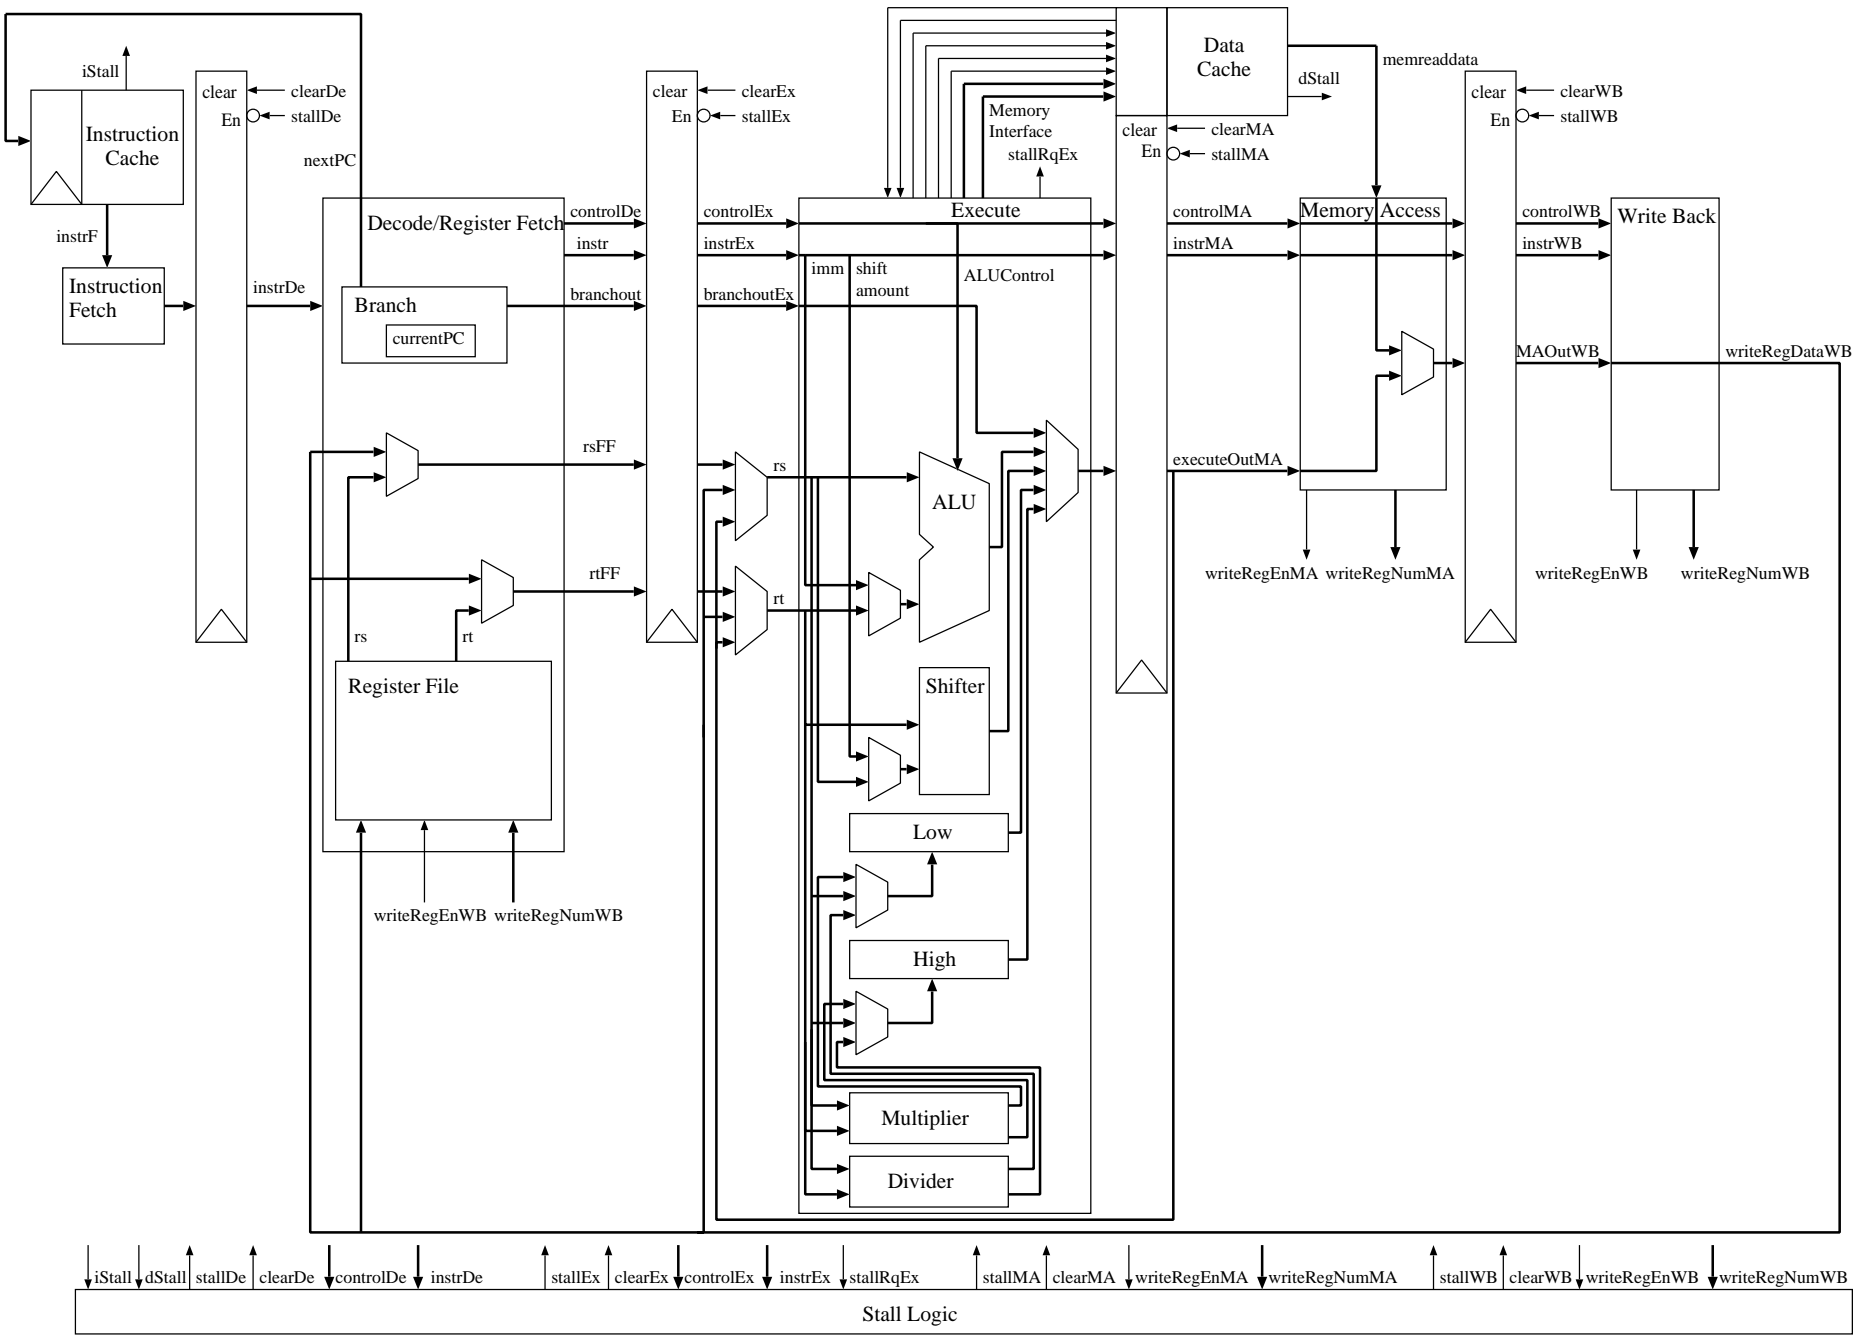 iStall
Instruction
Cache
instrF
Instruction
Fetch
clear
En
clearDe
stallDe
nextPC
instrDe
Decode/Register Fetch
Branch
currentPC
controlDe
instr
branchout
rsFF
rtFF
rs
rt
Register File
writeRegEnWB
writeRegNumWB
clear
En
clearEx
stallEx
controlEx
instrEx
branchoutEx
rs
rt
Execute
imm
shift
amount
ALUControl
ALU
Shifter
Low
High
Multiplier
Divider
Memory
Interface
stallRqEx
Data
Cache
memreaddata
dStall
clear
En
clearMA
stallMA
controlMA
instrMA
executeOutMA
Memory Access
writeRegEnMA
writeRegNumMA
clear
En
clearWB
stallWB
controlWB
instrWB
MAOutWB
Write Back
writeRegDataWB
writeRegEnWB
writeRegNumWB
iStall
dStall
stallDe
clearDe
controlDe
instrDe
stallEx
clearEx
controlEx
instrEx
stallRqEx
stallMA
clearMA
writeRegEnMA
writeRegNumMA
stallWB
clearWB
writeRegEnWB
writeRegNumWB
Stall Logic